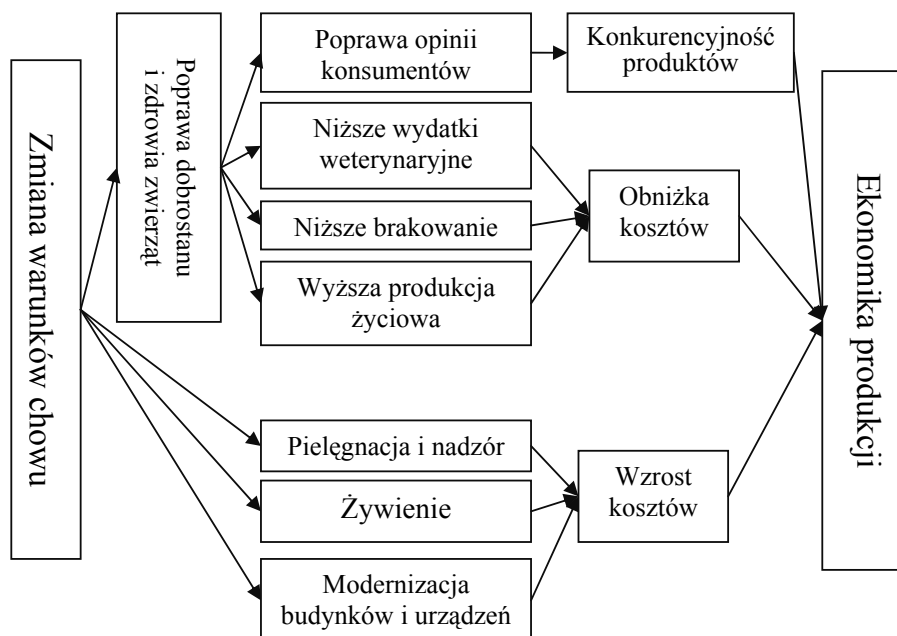 Zmiana warunków chowu
Poprawa dobrostanu
i zdrowia zwierząt
Poprawa opinii
konsumentów
Niższe wydatki
weterynaryjne
Niższe brakowanie
Wyższa produkcja
życiowa
Pielęgnacja i nadzór
Żywienie
Modernizacja
budynków i urządzeń
Konkurencyjność
produktów
Obniżka
kosztów
Wzrost
kosztów
Ekonomika produkcji